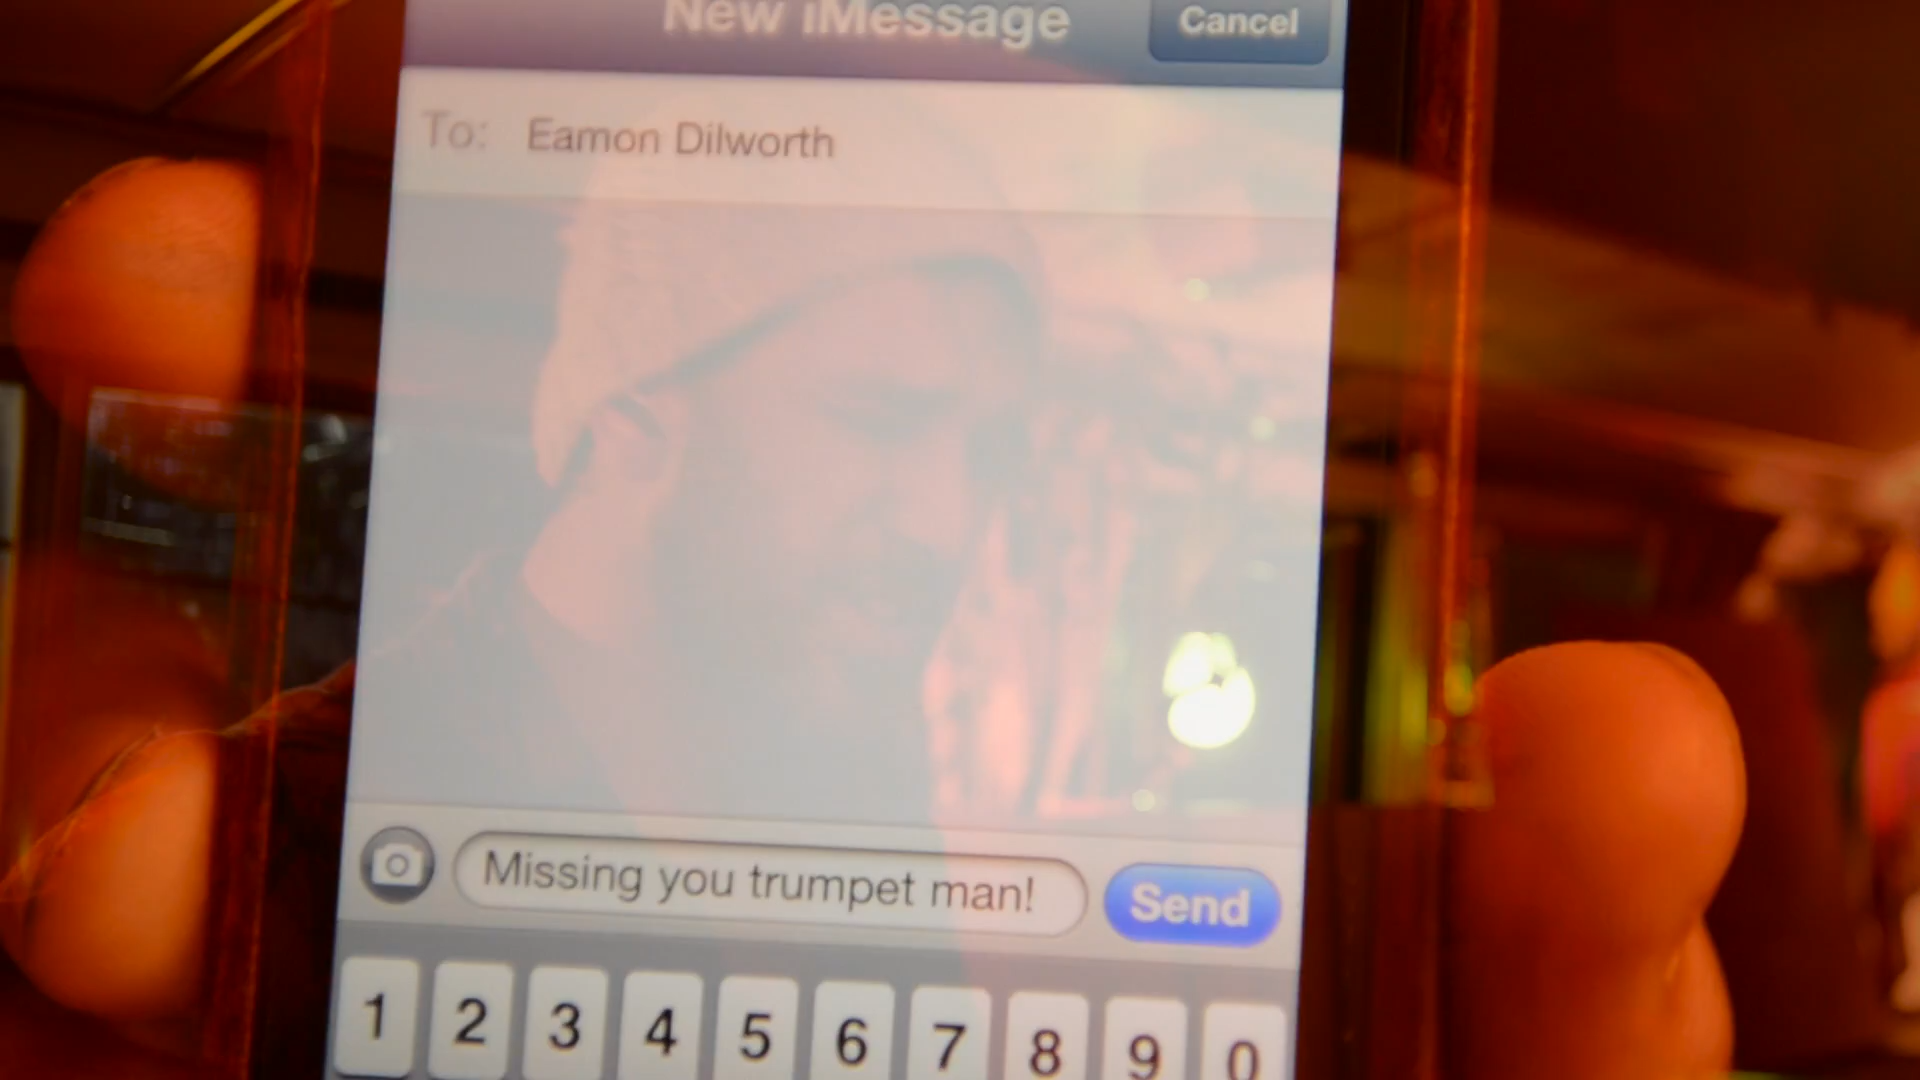 New iMessage
Cancel
To: Eamon Dilworth
Missing you trumpet man!
Send
1 2 3 4 5 6 7 8 9 0